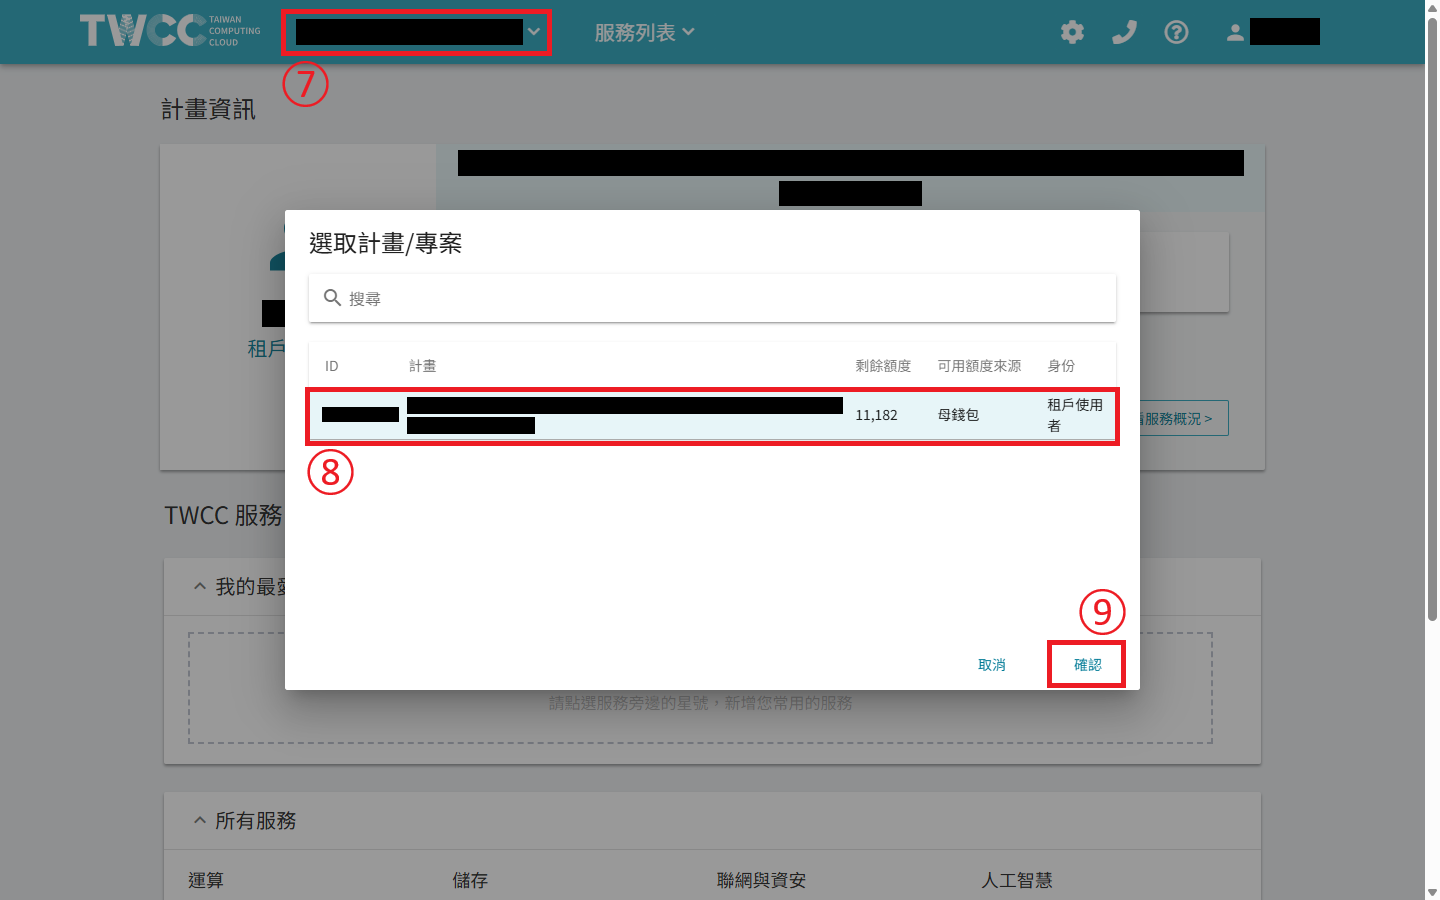 TWCC
TAIWAN
COMPUTING
CLOUD
服務列表
⑦
計畫資訊
租戶
選取計畫/專案
搜尋
ID 計畫 剩餘額度 可用額度來源 身份
11,182 母錢包 租戶使用
者
服務概況 >
⑧
TWCC 服務
我的最愛
⑨
取消 確認
請點選服務旁邊的星號，新增您常用的服務
所有服務
運算 儲存 聯網與資安 人工智慧